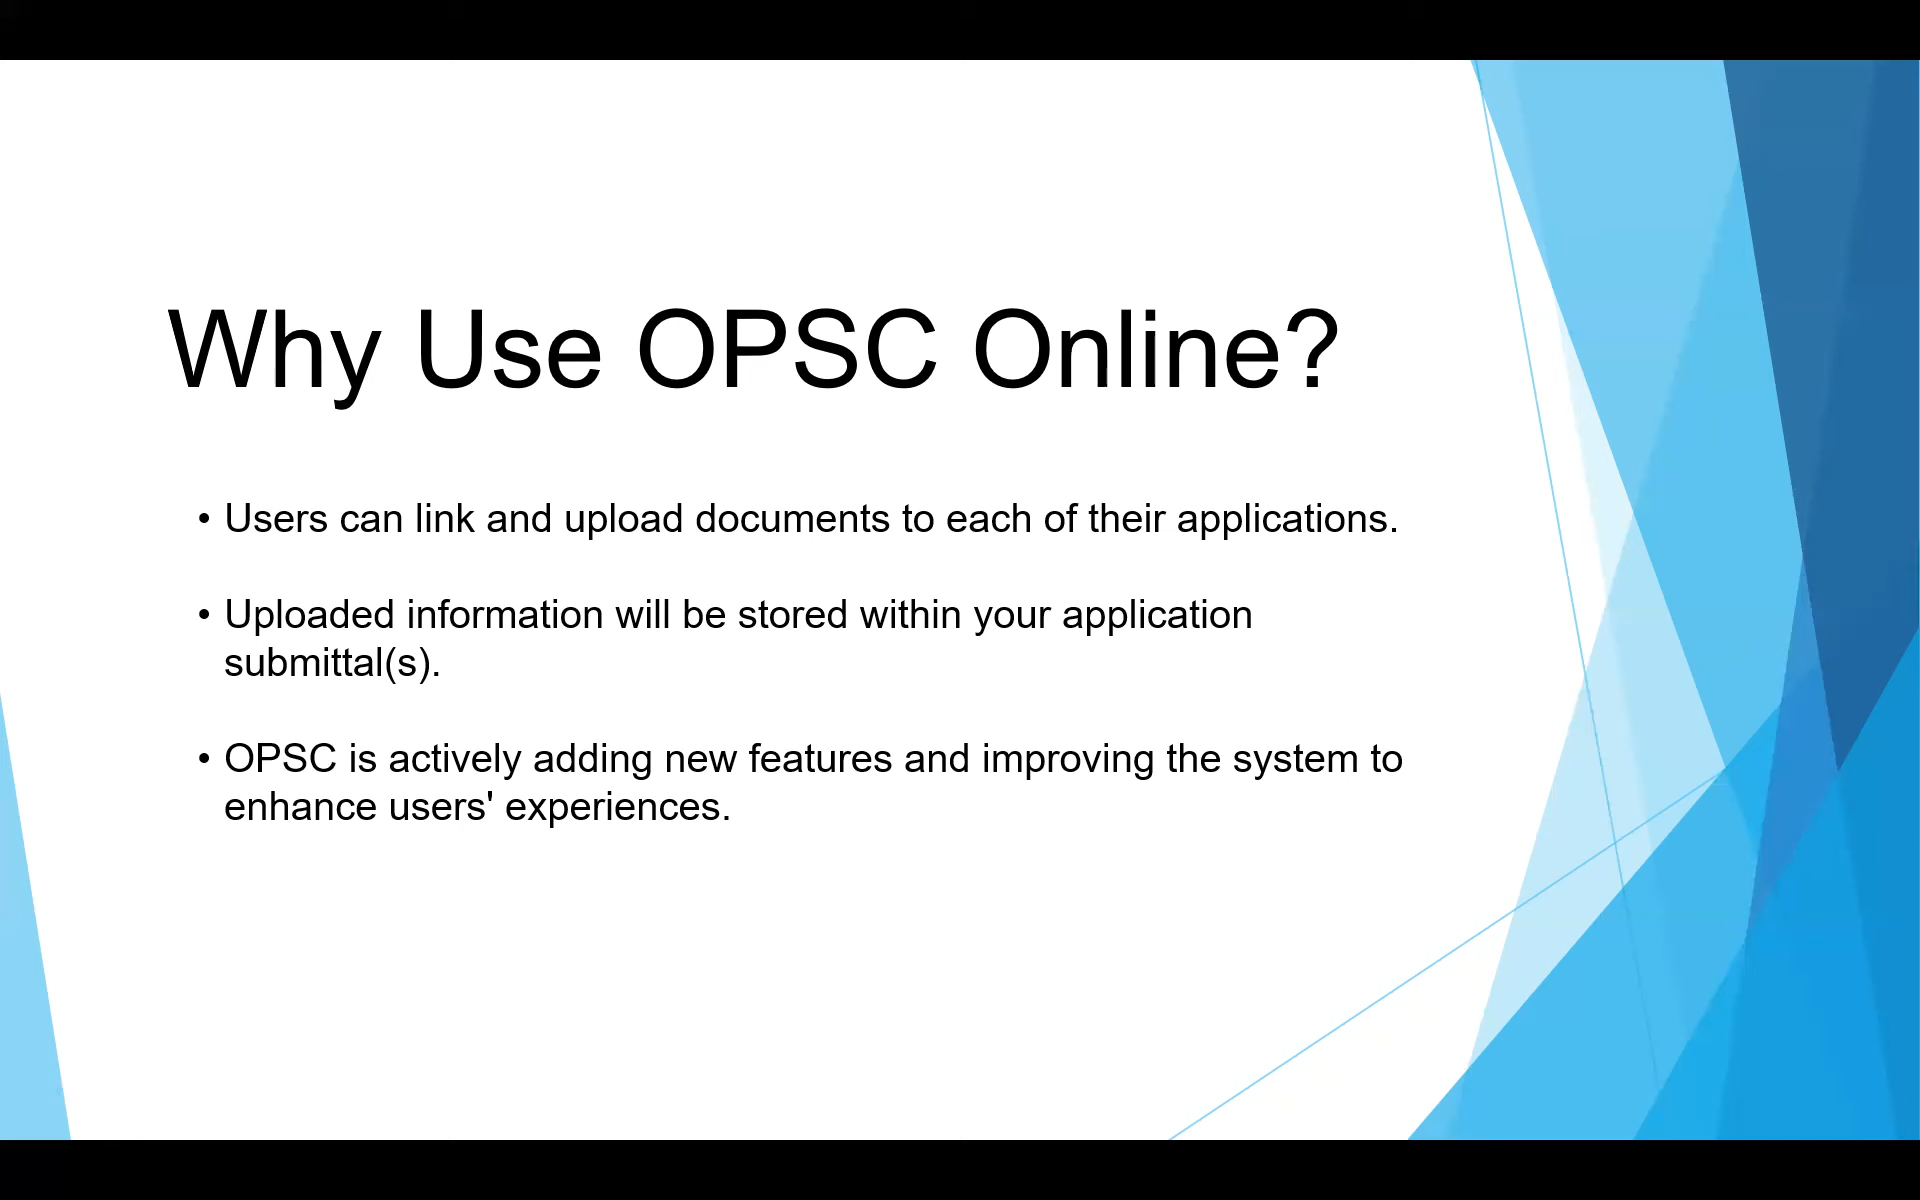 Why Use OPSC Online?
• Users can link and upload documents to each of their applications.
• Uploaded information will be stored within your application
submittal(s).
• OPSC is actively adding new features and improving the system to
enhance users' experiences.